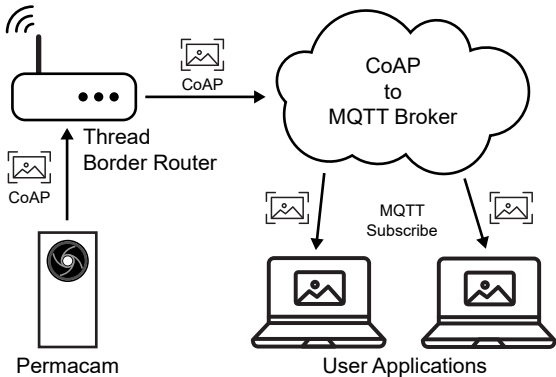 CoAP
CoAP
to
MQTT Broker
Thread
Border Router
CoAP
MQTT
Subscribe
Permacam
User Applications